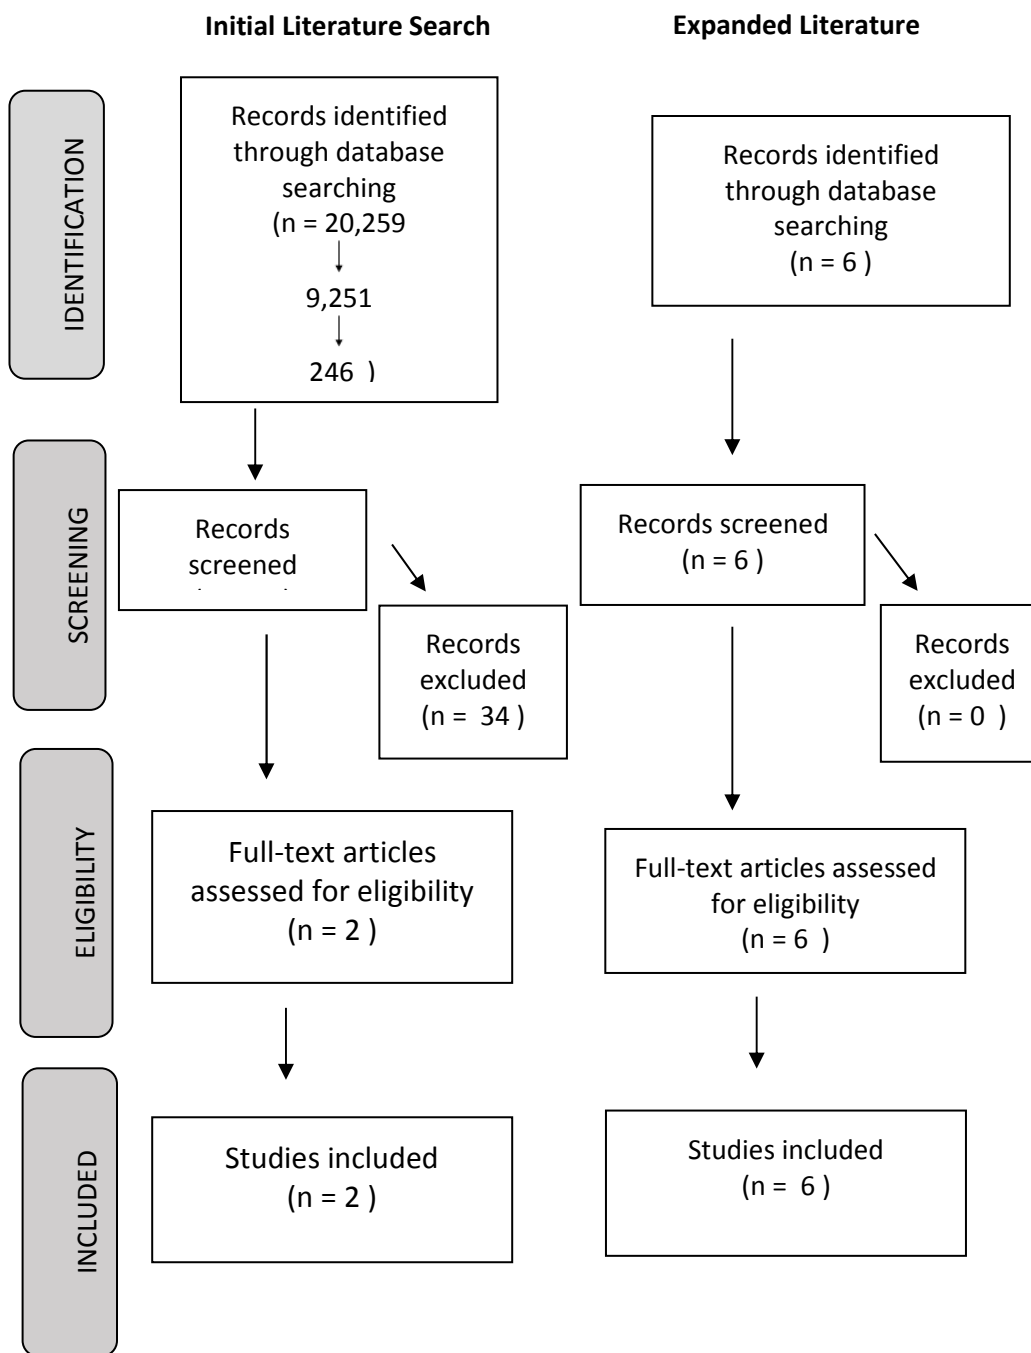 Initial Literature Search
Expanded Literature
IDENTIFICATION
Records identified
through database
searching
(n = 20,259
9,251
246 )
Records identified
through database
searching
(n = 6 )
SCREENING
Records
screened
Records
excluded
(n = 34 )
Records screened
(n = 6 )
Records
excluded
(n = 0 )
ELIGIBILITY
Full-text articles
assessed for eligibility
(n = 2 )
Full-text articles assessed
for eligibility
(n = 6 )
INCLUDED
Studies included
(n = 2 )
Studies included
(n = 6 )